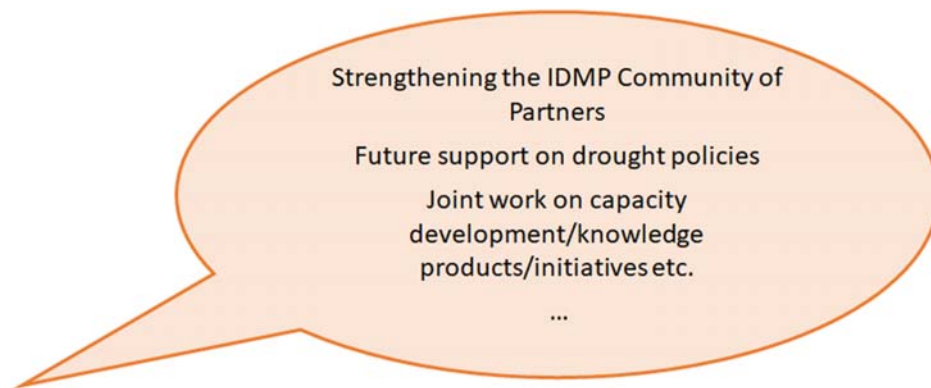 Strengthening the IDMP Community of
Partners
Future support on drought policies
Joint work on capacity
development/knowledge
products/initiatives etc.
...